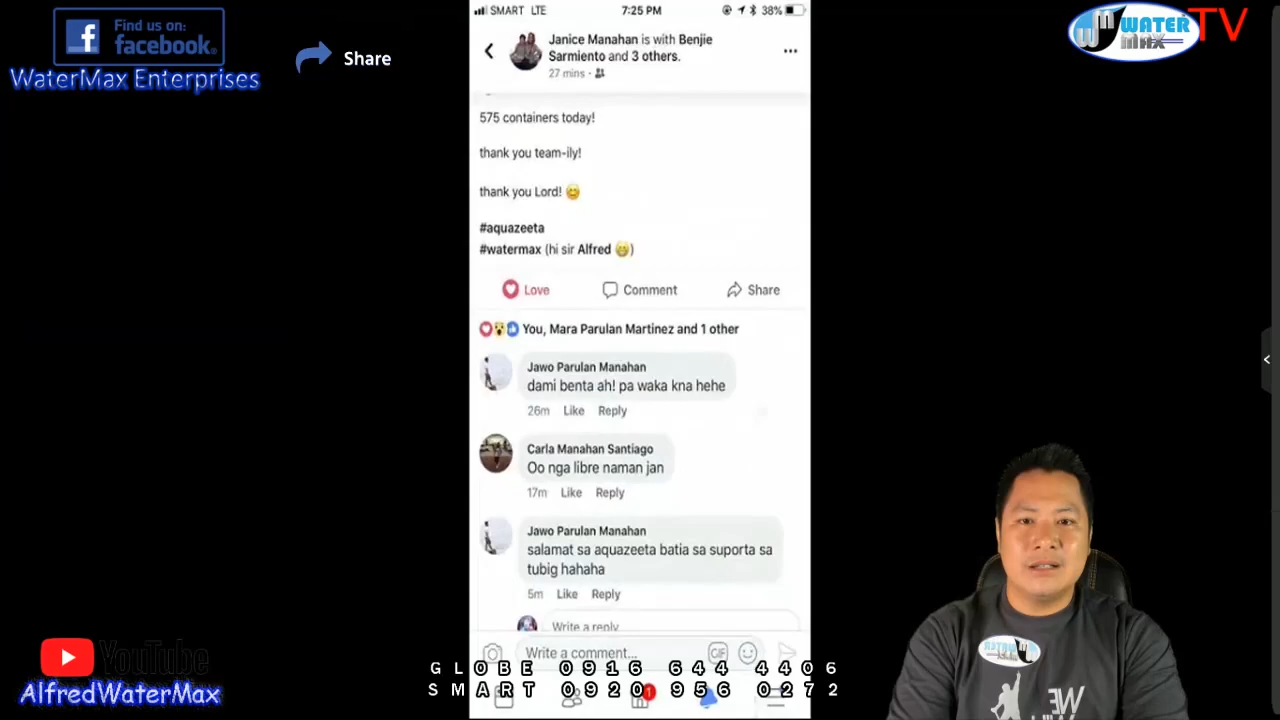 Find us on:
facebook
WaterMax Enterprises
Share
SMART LTE
7:25 PM
38%
WATER
MAX
TV
Janice Manahan is with Benjie
Sarmiento and 3 others.
27 mins
575 containers today!
thank you team-ily!
thank you Lord! 😊
#aquazeeta
#watermax (hi sir Alfred 😁)
Love
Comment
Share
You, Mara Parulan Martinez and 1 other
Jawo Parulan Manahan
dami benta ah! pa waka kna hehe
26m Like Reply
Carla Manahan Santiago
Oo nga libre naman jan
17m Like Reply
Jawo Parulan Manahan
salamat sa aquazeeta batia sa suporta sa
tubig hahaha
5m Like Reply
Write a reply
Write a comment...
GIF
GLOBE 0916 644 4406
SMART 0920 956 0272
1
YouTube
AlfredWaterMax
WE